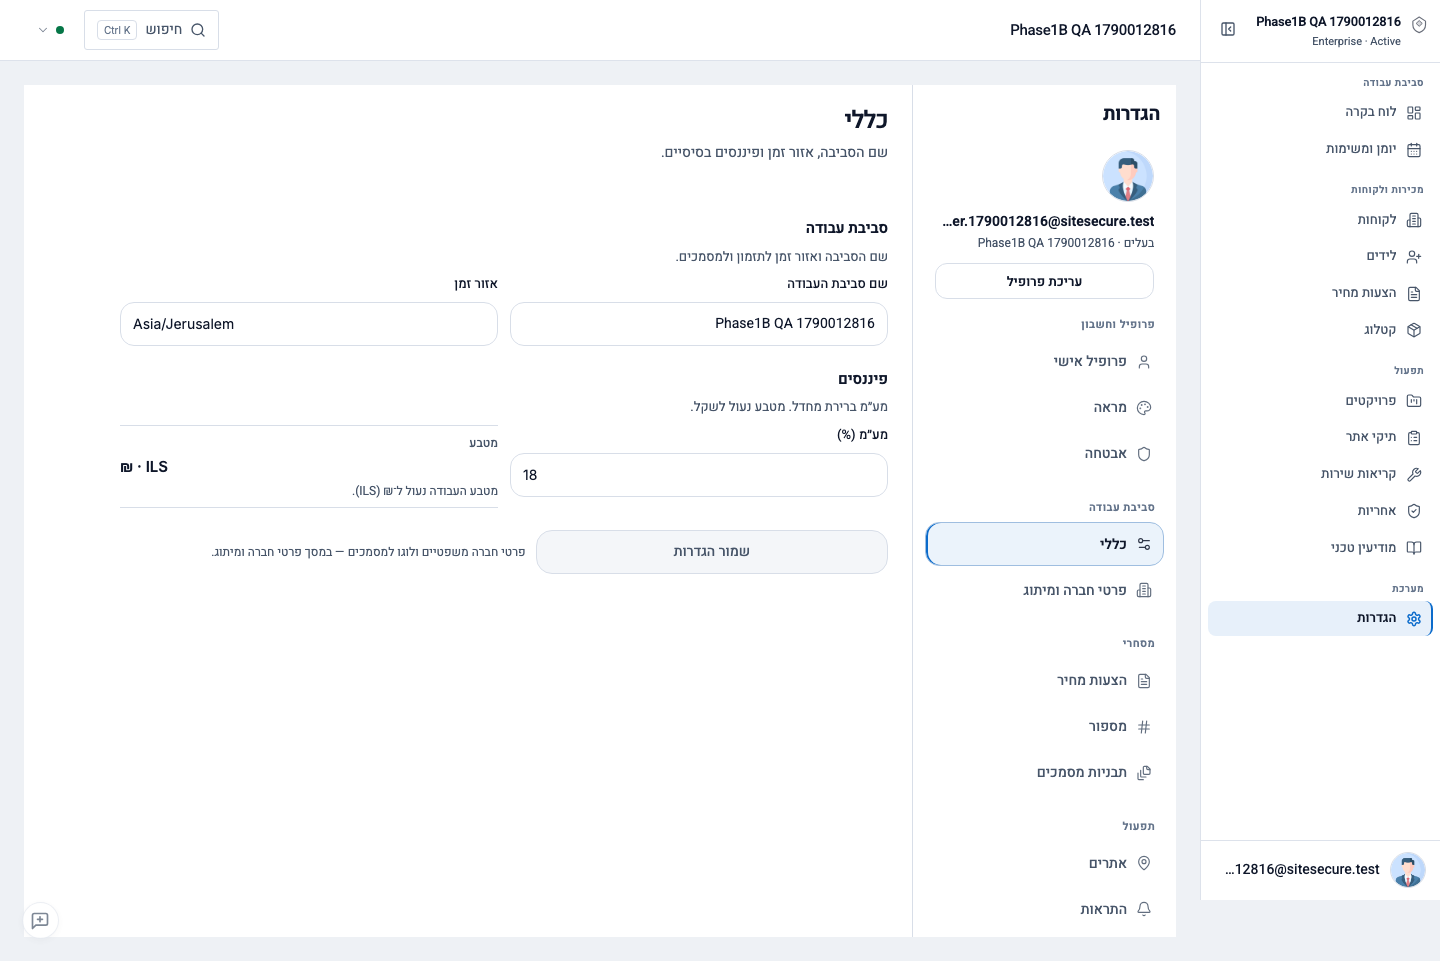 Phase1B QA 1790012816
Enterprise · Active
סביבת עבודה
לוח בקרה
יומן ומשימות
מכירות ולקוחות
לקוחות
לידים
הצעות מחיר
קטלוג
תפעול
פרויקטים
תיקי אתר
קריאות שירות
אחריות
מודיעין טכני
מערכת
הגדרות
...12816@sitesecure.test
Phase1B QA 1790012816
חיפוש Ctrl K
הגדרות
...er.1790012816@sitesecure.test
בעלים · Phase1B QA 1790012816
עריכת פרופיל
פרופיל וחשבון
פרופיל אישי
מראה
אבטחה
סביבת עבודה
כללי
פרטי חברה ומיתוג
מסחרי
הצעות מחיר
מספור
תבניות מסמכים
תפעול
אתרים
התראות
כללי
שם הסביבה, אזור זמן ופיננסים בסיסיים.
סביבת עבודה
שם הסביבה ואזור זמן לתזמון ולמסמכים.
שם סביבת העבודה
Phase1B QA 1790012816
אזור זמן
Asia/Jerusalem
פיננסים
מע״מ ברירת מחדל. מטבע נעול לשקל.
מע״מ (%)
18
מטבע
₪ · ILS
מטבע העבודה נעול ל־₪ (ILS).
שמור הגדרות
פרטי חברה משפטיים ולוגו למסמכים — במסך פרטי חברה ומיתוג.